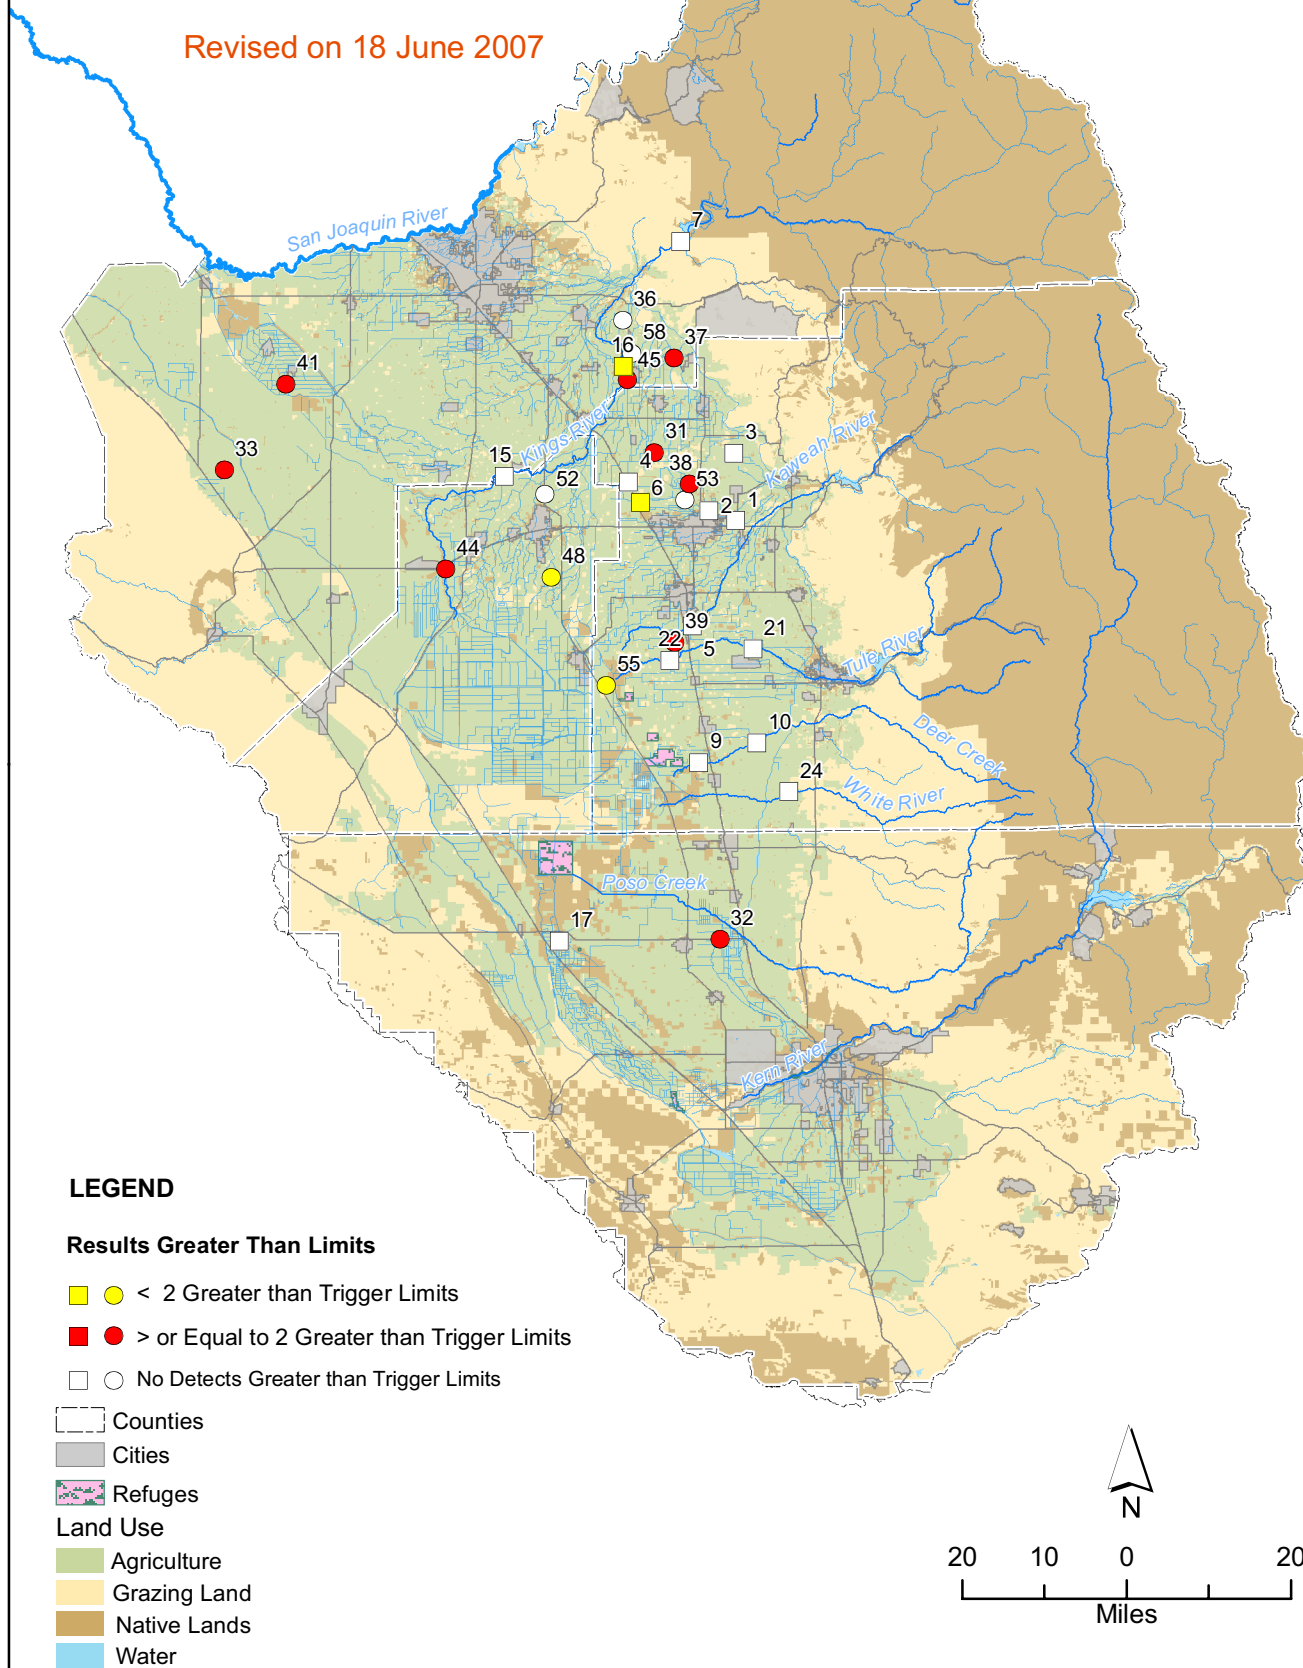 Revised on 18 June 2007
San Joaquin River
7
36
58
37
16
45
41
33
31
3
Kings River
Kaweah River
15
4
38
52
53
6
2
1
44
48
39
22
5
21
55
Tule River
10
Deer Creek
9
24
White River
Poso Creek
17
32
Kern River
LEGEND
Results Greater Than Limits
< 2 Greater than Trigger Limits
> or Equal to 2 Greater than Trigger Limits
No Detects Greater than Trigger Limits
Counties
Cities
Refuges
Land Use
Agriculture
Grazing Land
Native Lands
Water
N
20 10 0 20
Miles